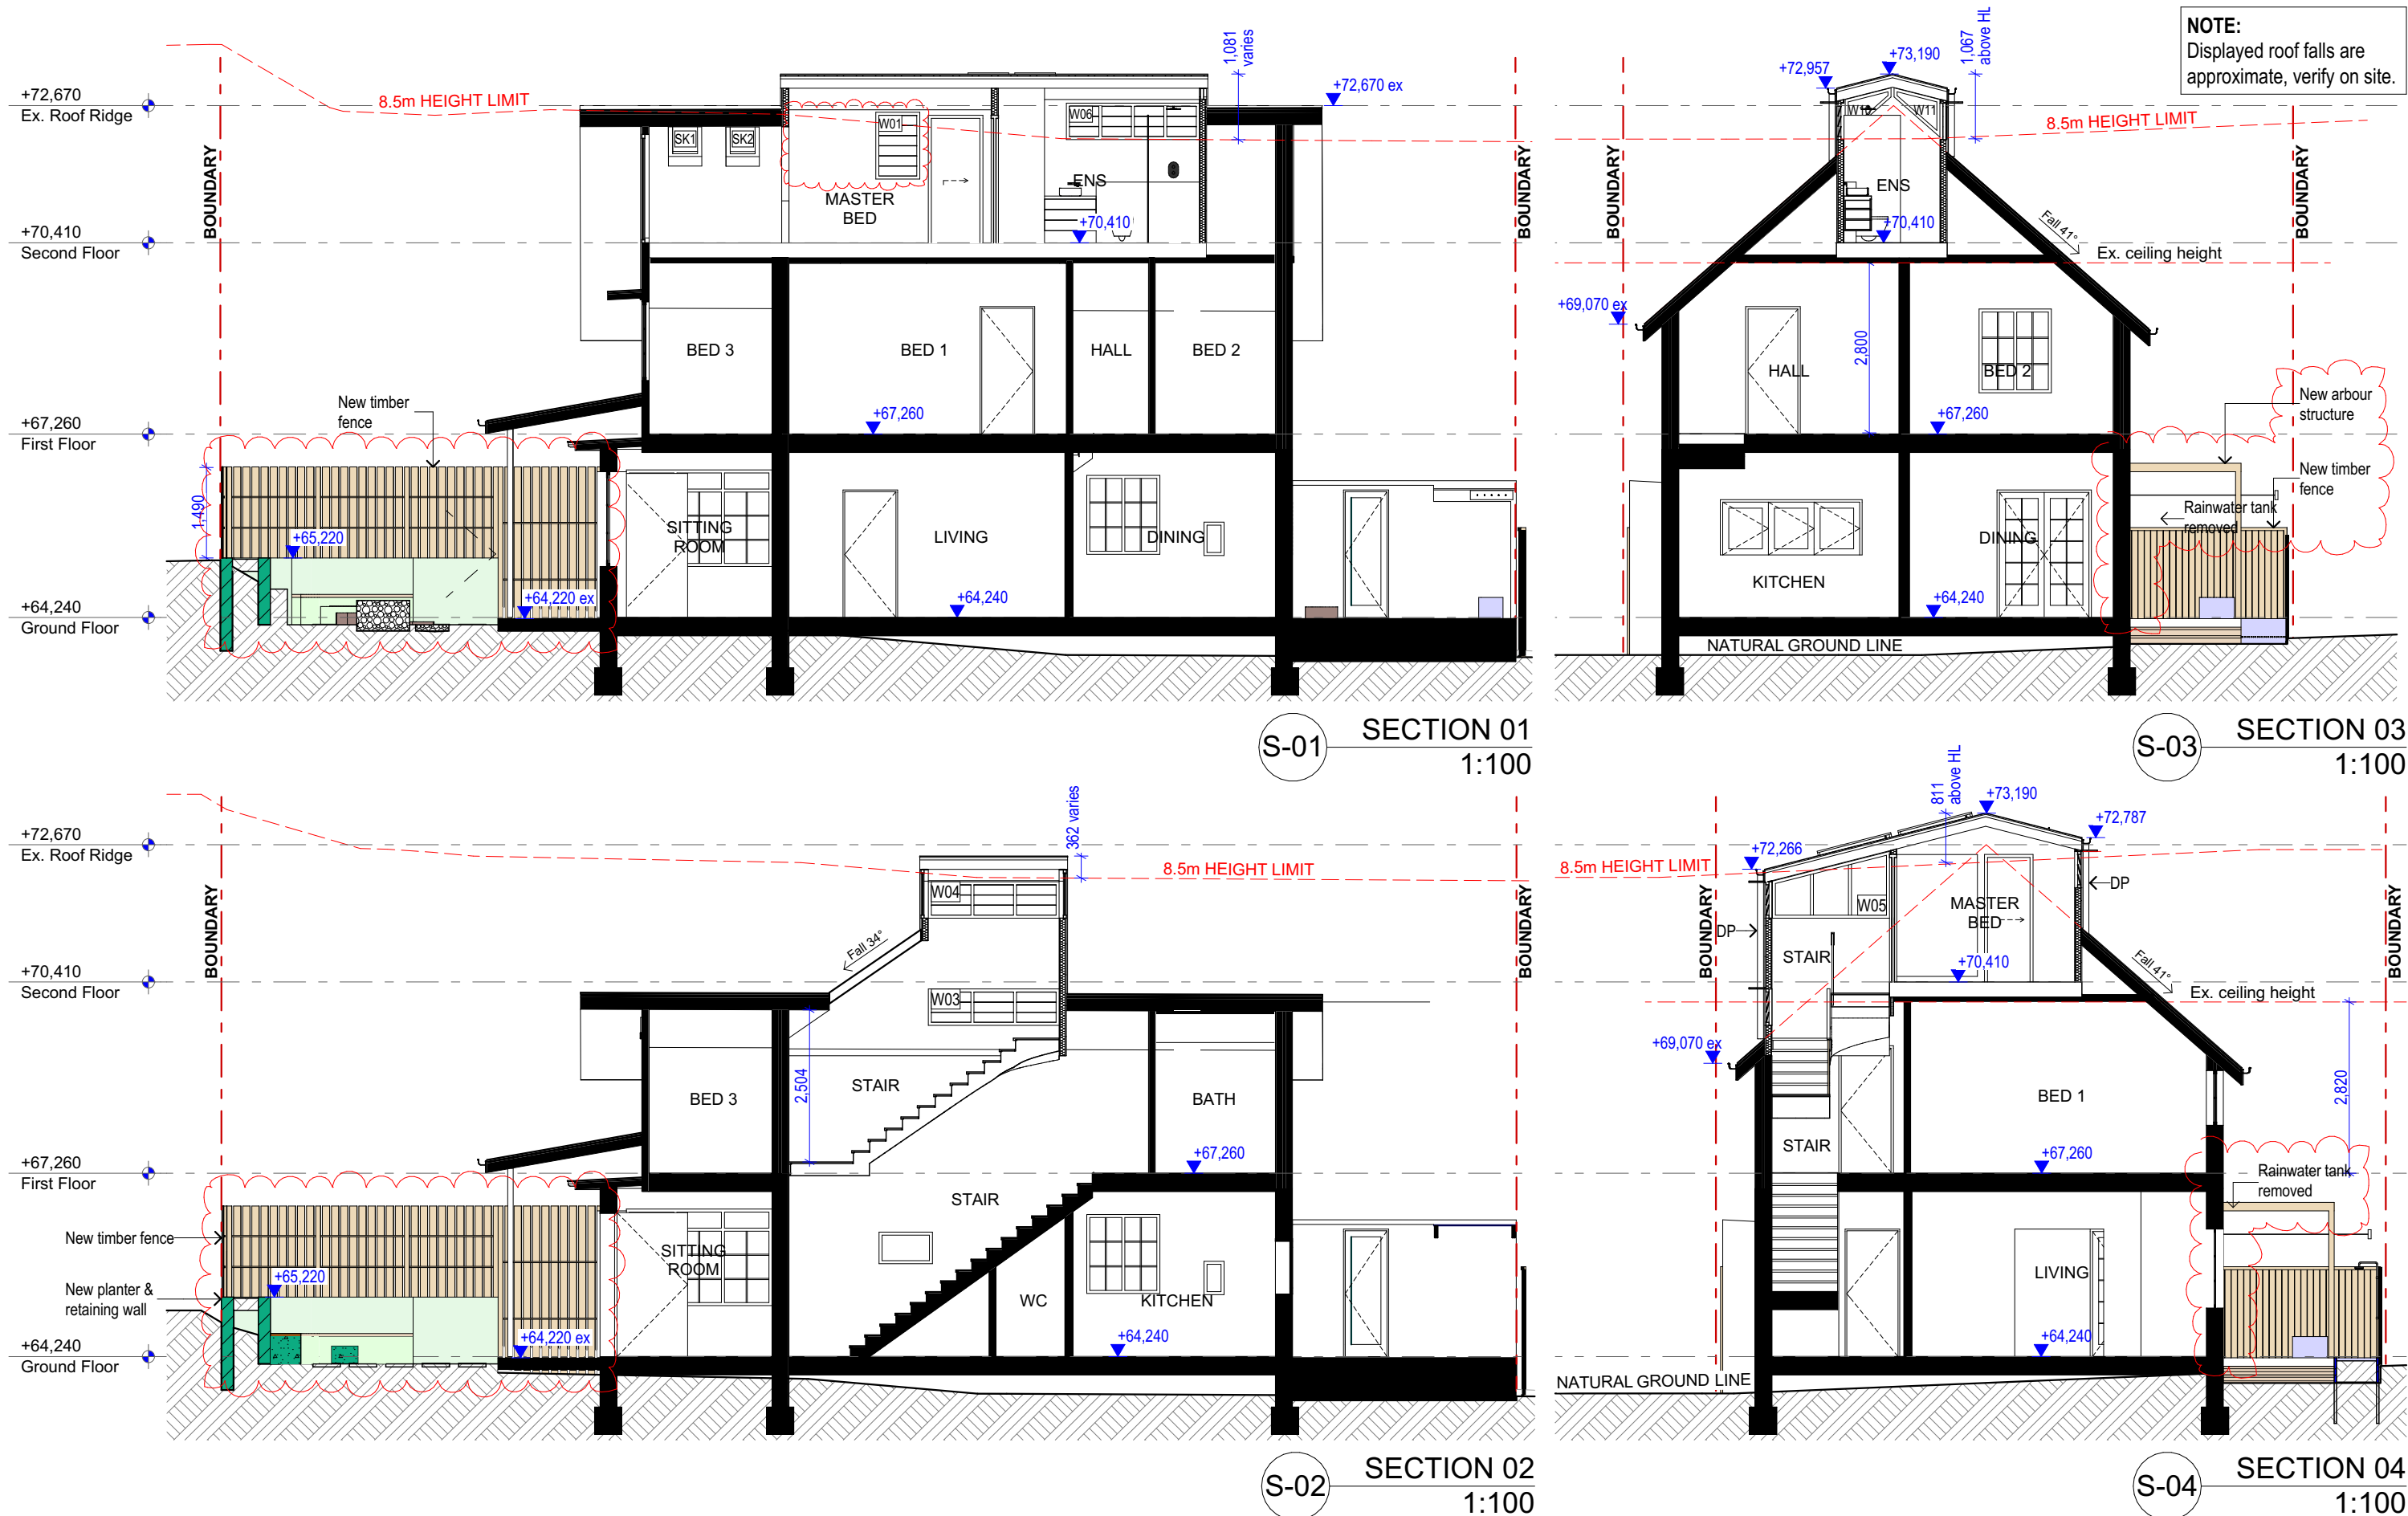 NOTE:
Displayed roof falls are
approximate, verify on site.
+72,670
Ex. Roof Ridge
+70,410
Second Floor
+67,260
First Floor
+64,240
Ground Floor
BOUNDARY
8.5m HEIGHT LIMIT
1,081
varies
+72,670 ex
SK1
SK2
W01
W06
MASTER
BED
ENS
+70,410
BOUNDARY
BED 3
BED 1
HALL
BED 2
New timber
fence
+67,260
1,490
+65,220
+64,220 ex
SITTING
ROOM
LIVING
DINING
+64,240
S-01
SECTION 01
1:100
+72,957
+73,190
1,067
above HL
8.5m HEIGHT LIMIT
BOUNDARY
W11
ENS
+70,410
Fall 41°
Ex. ceiling height
BOUNDARY
+69,070 ex
2,800
HALL
BED 2
+67,260
New arbour
structure
New timber
fence
Rainwater tank
removed
DINING
KITCHEN
+64,240
NATURAL GROUND LINE
S-03
SECTION 03
1:100
+72,670
Ex. Roof Ridge
+70,410
Second Floor
+67,260
First Floor
+64,240
Ground Floor
BOUNDARY
362 varies
8.5m HEIGHT LIMIT
W04
Fall 34°
W03
BOUNDARY
2,504
BED 3
STAIR
BATH
+67,260
STAIR
New timber fence
New planter &
retaining wall
+65,220
+64,220 ex
SITTING
ROOM
WC
KITCHEN
+64,240
S-02
SECTION 02
1:100
811
above HL
+73,190
+72,787
+72,266
8.5m HEIGHT LIMIT
DP
W05
MASTER
BED
DP
STAIR
+70,410
BOUNDARY
Fall 41°
Ex. ceiling height
BOUNDARY
+69,070 ex
2,820
BED 1
STAIR
+67,260
Rainwater tank
removed
LIVING
+64,240
NATURAL GROUND LINE
S-04
SECTION 04
1:100